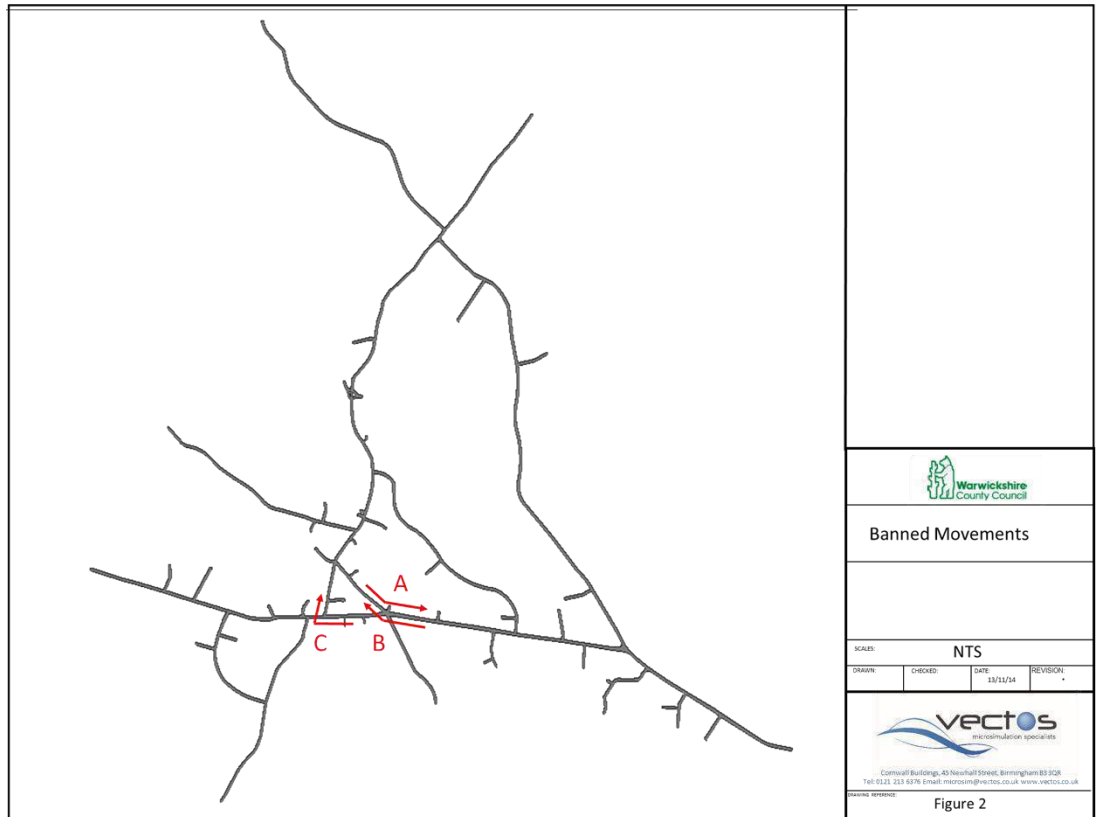 A
B
C
Warwickshire
County Council
Banned Movements
SCALES:
NTS
DRAWN:
CHECKED:
DATE:
13/11/14
REVISION:
vectos
microsimulation specialists
Cornwall Buildings, 45 Newhall Street, Birmingham B3 3QR
Tel: 0121 213 6376 Email: microsim@vectos.co.uk www.vectos.co.uk
DRAWING REFERENCE:
Figure 2